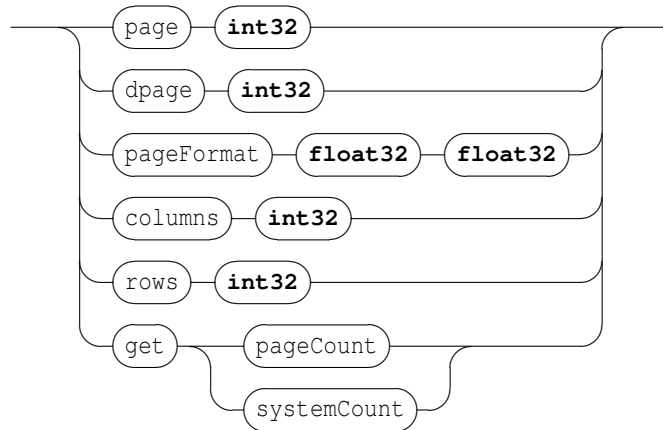 page int32
dpage int32
pageFormat float32 float32
columns int32
rows int32
get pageCount
systemCount